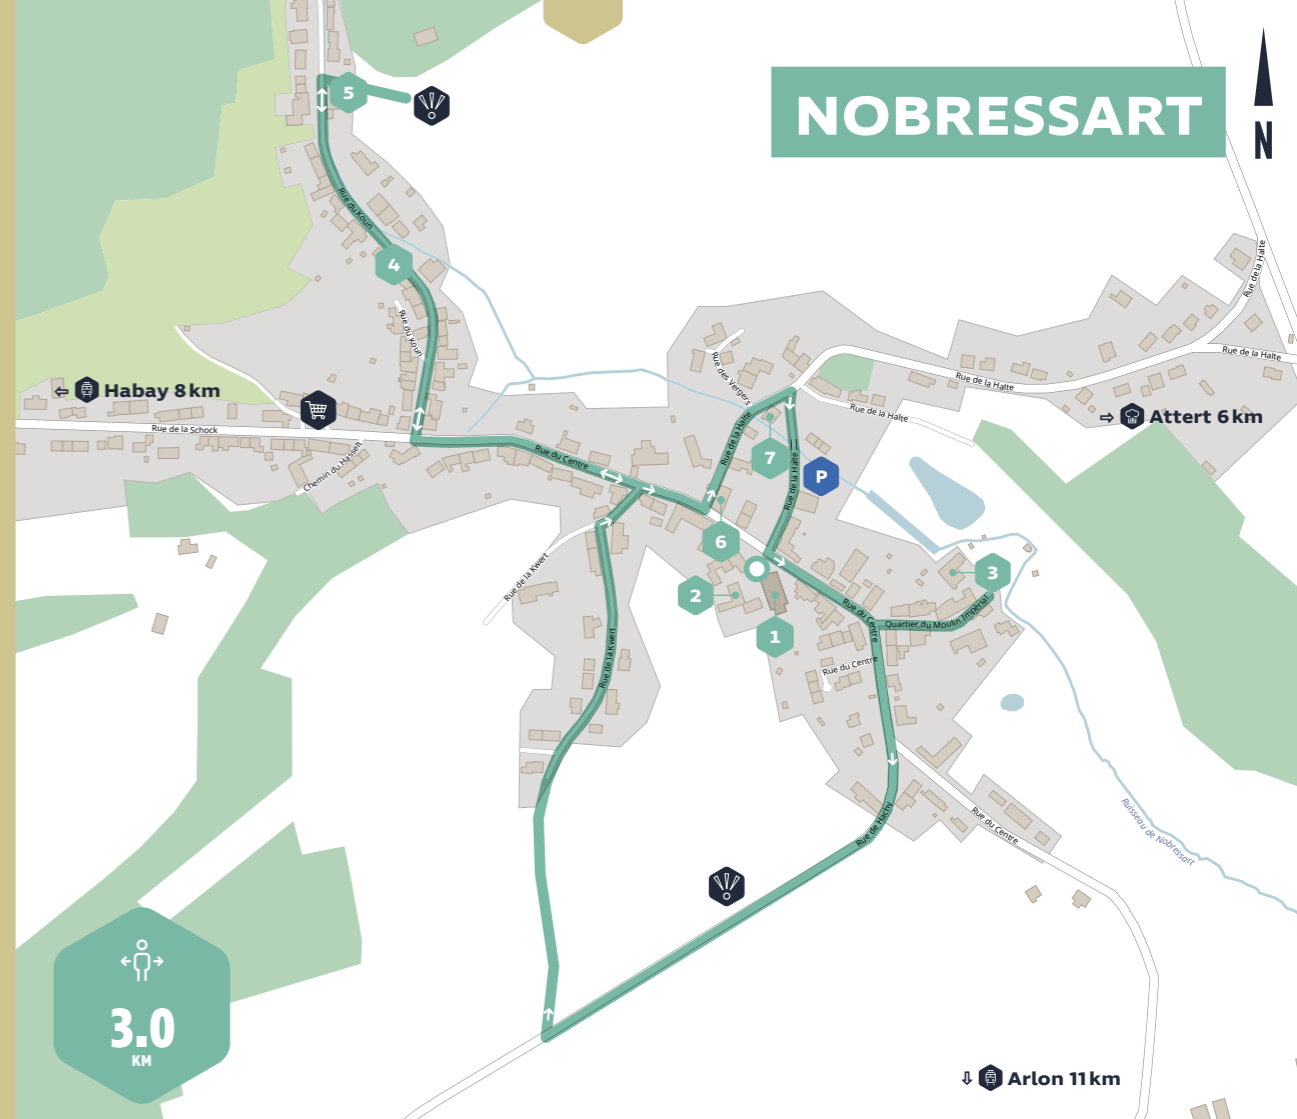 NOBRESSART
N
5
Rue du Koun
4
Rue du Koun
Rue de la Halte
Rue de la Halte
Rue de la Halte
Rue des Vergers
Habay 8 km
Rue de la Halte
Attert 6 km
Rue de la Schock
Rue de la Halte
Rue du Centre
Chemin du Hasselt
7
Rue de la Halte
P
6
Rue de la Kwert
3
2
1
Rue du Centre
Quartier du Moulin Impérial
Rue de la Kwert
Rue du Centre
Rue de Hachy
Rue du Centre
Ruisseau de Nobressart
3.0
KM
Arlon 11 km